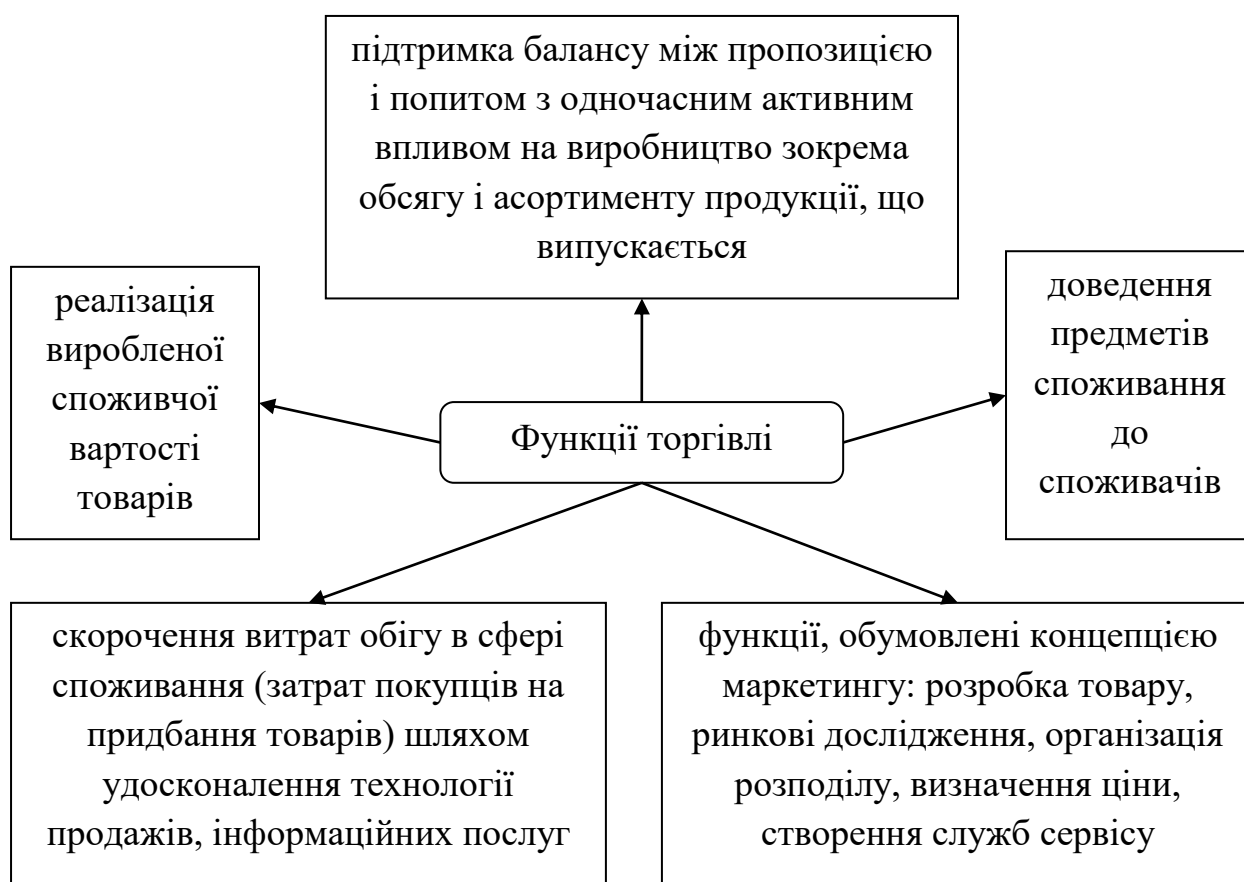 підтримка балансу між пропозицією
і попитом з одночасним активним
впливом на виробництво зокрема
обсягу і асортименту продукції, що
випускається
реалізація
виробленої
споживчої
вартості
товарів
Функції торгівлі
доведення
предметів
споживання
до
споживачів
скорочення витрат обігу в сфері
споживання (затрат покупців на
придбання товарів) шляхом
удосконалення технології
продажів, інформаційних послуг
функції, обумовлені концепцією
маркетингу: розробка товару,
ринкові дослідження, організація
розподілу, визначення ціни,
створення служб сервісу